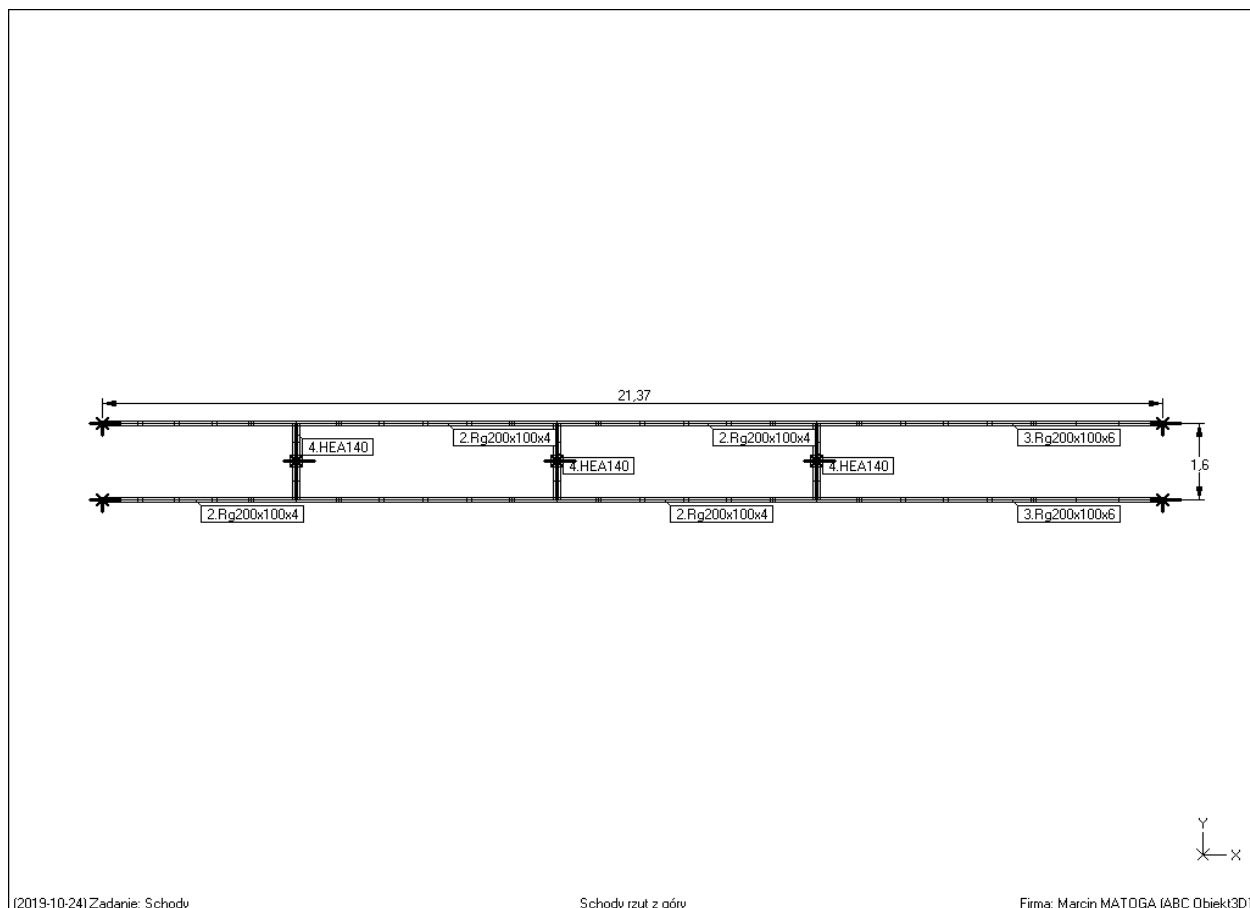 21,37
2.Rg200x100x4
2.Rg200x100x4
3.Rg200x100x6
4.HEA140
4.HEA140
4.HEA140
1,6
2.Rg200x100x4
2.Rg200x100x4
3.Rg200x100x6
Y
X
(2019-10-24) Zadanie: Schody
Schody rzut z góry
Firma: Marcin MATOGA (ABC Obiekt3D)